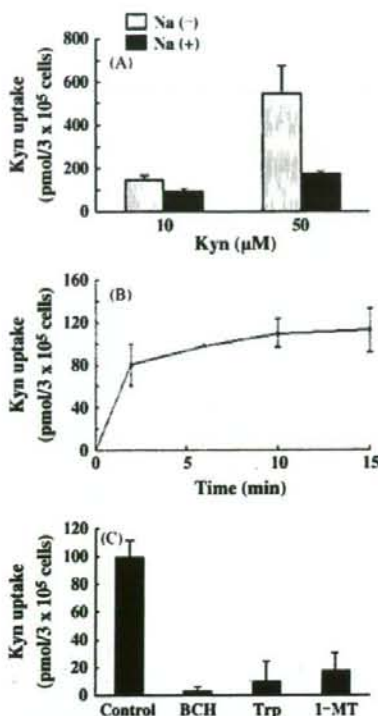 Na (−)
Na (+)
(A)
Kyn uptake
(pmol/3 x 10⁵ cells)
800
600
400
200
0
10
50
Kyn (μM)
(B)
Kyn uptake
(pmol/3 x 10⁵ cells)
160
120
80
40
0
0
5
10
15
Time (min)
(C)
Kyn uptake
(pmol/3 x 10⁵ cells)
120
100
80
60
40
20
0
Control
BCH
Trp
1-MT